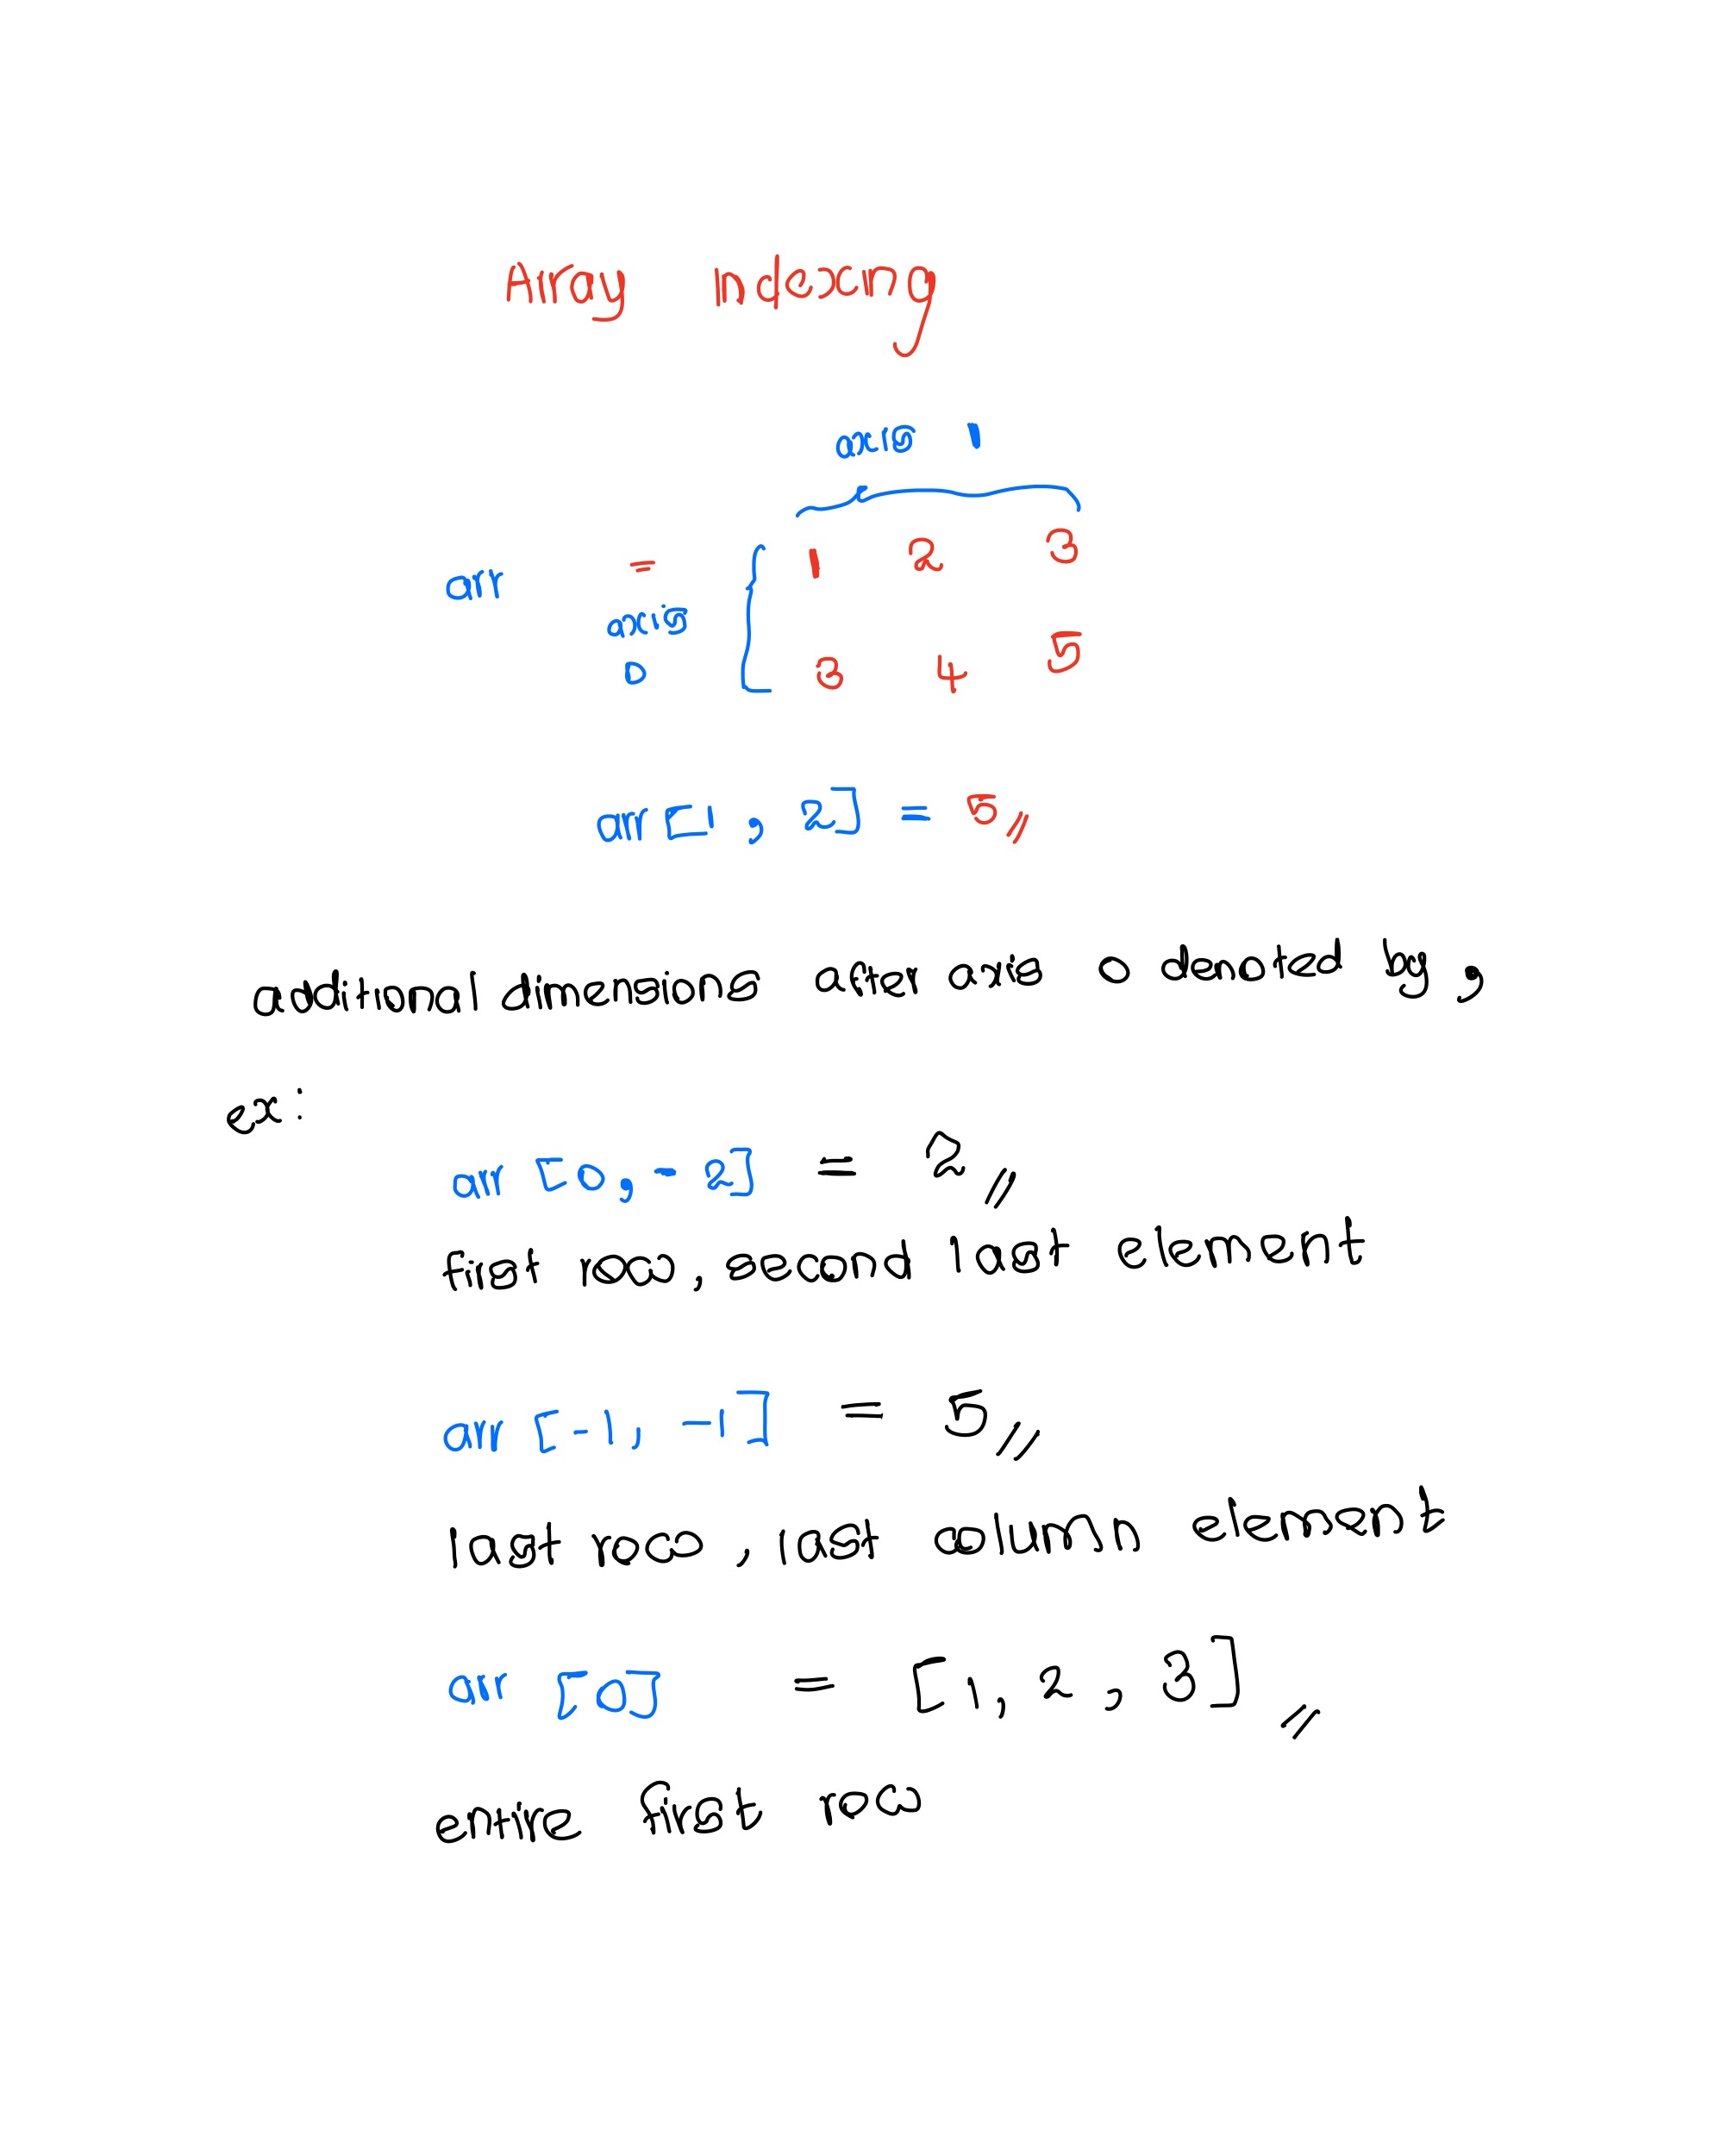 Array Indexing
axis 1
arr = 1 2 3
axis
0 3 4 5
arr[1, 2] = 5
additional dimensions after axis 0 denoted by ,
ex:
arr [0, -2] = 2
first row, second last element
arr [-1, -1] = 5
last row, last column element
arr [0] = [1, 2, 3]
entire first row